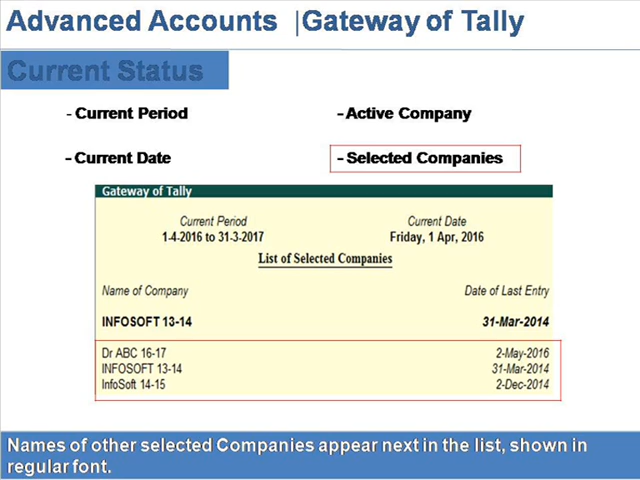 Advanced Accounts |Gateway of Tally
Current Status
- Current Period
- Active Company
- Current Date
- Selected Companies
Gateway of Tally
Current Period Current Date
1-4-2016 to 31-3-2017 Friday, 1 Apr, 2016
List of Selected Companies
Name of Company Date of Last Entry
INFOSOFT 13-14 31-Mar-2014
Dr ABC 16-17 2-May-2016
INFOSOFT 13-14 31-Mar-2014
InfoSoft 14-15 2-Dec-2014
Names of other selected Companies appear next in the list, shown in
regular font.